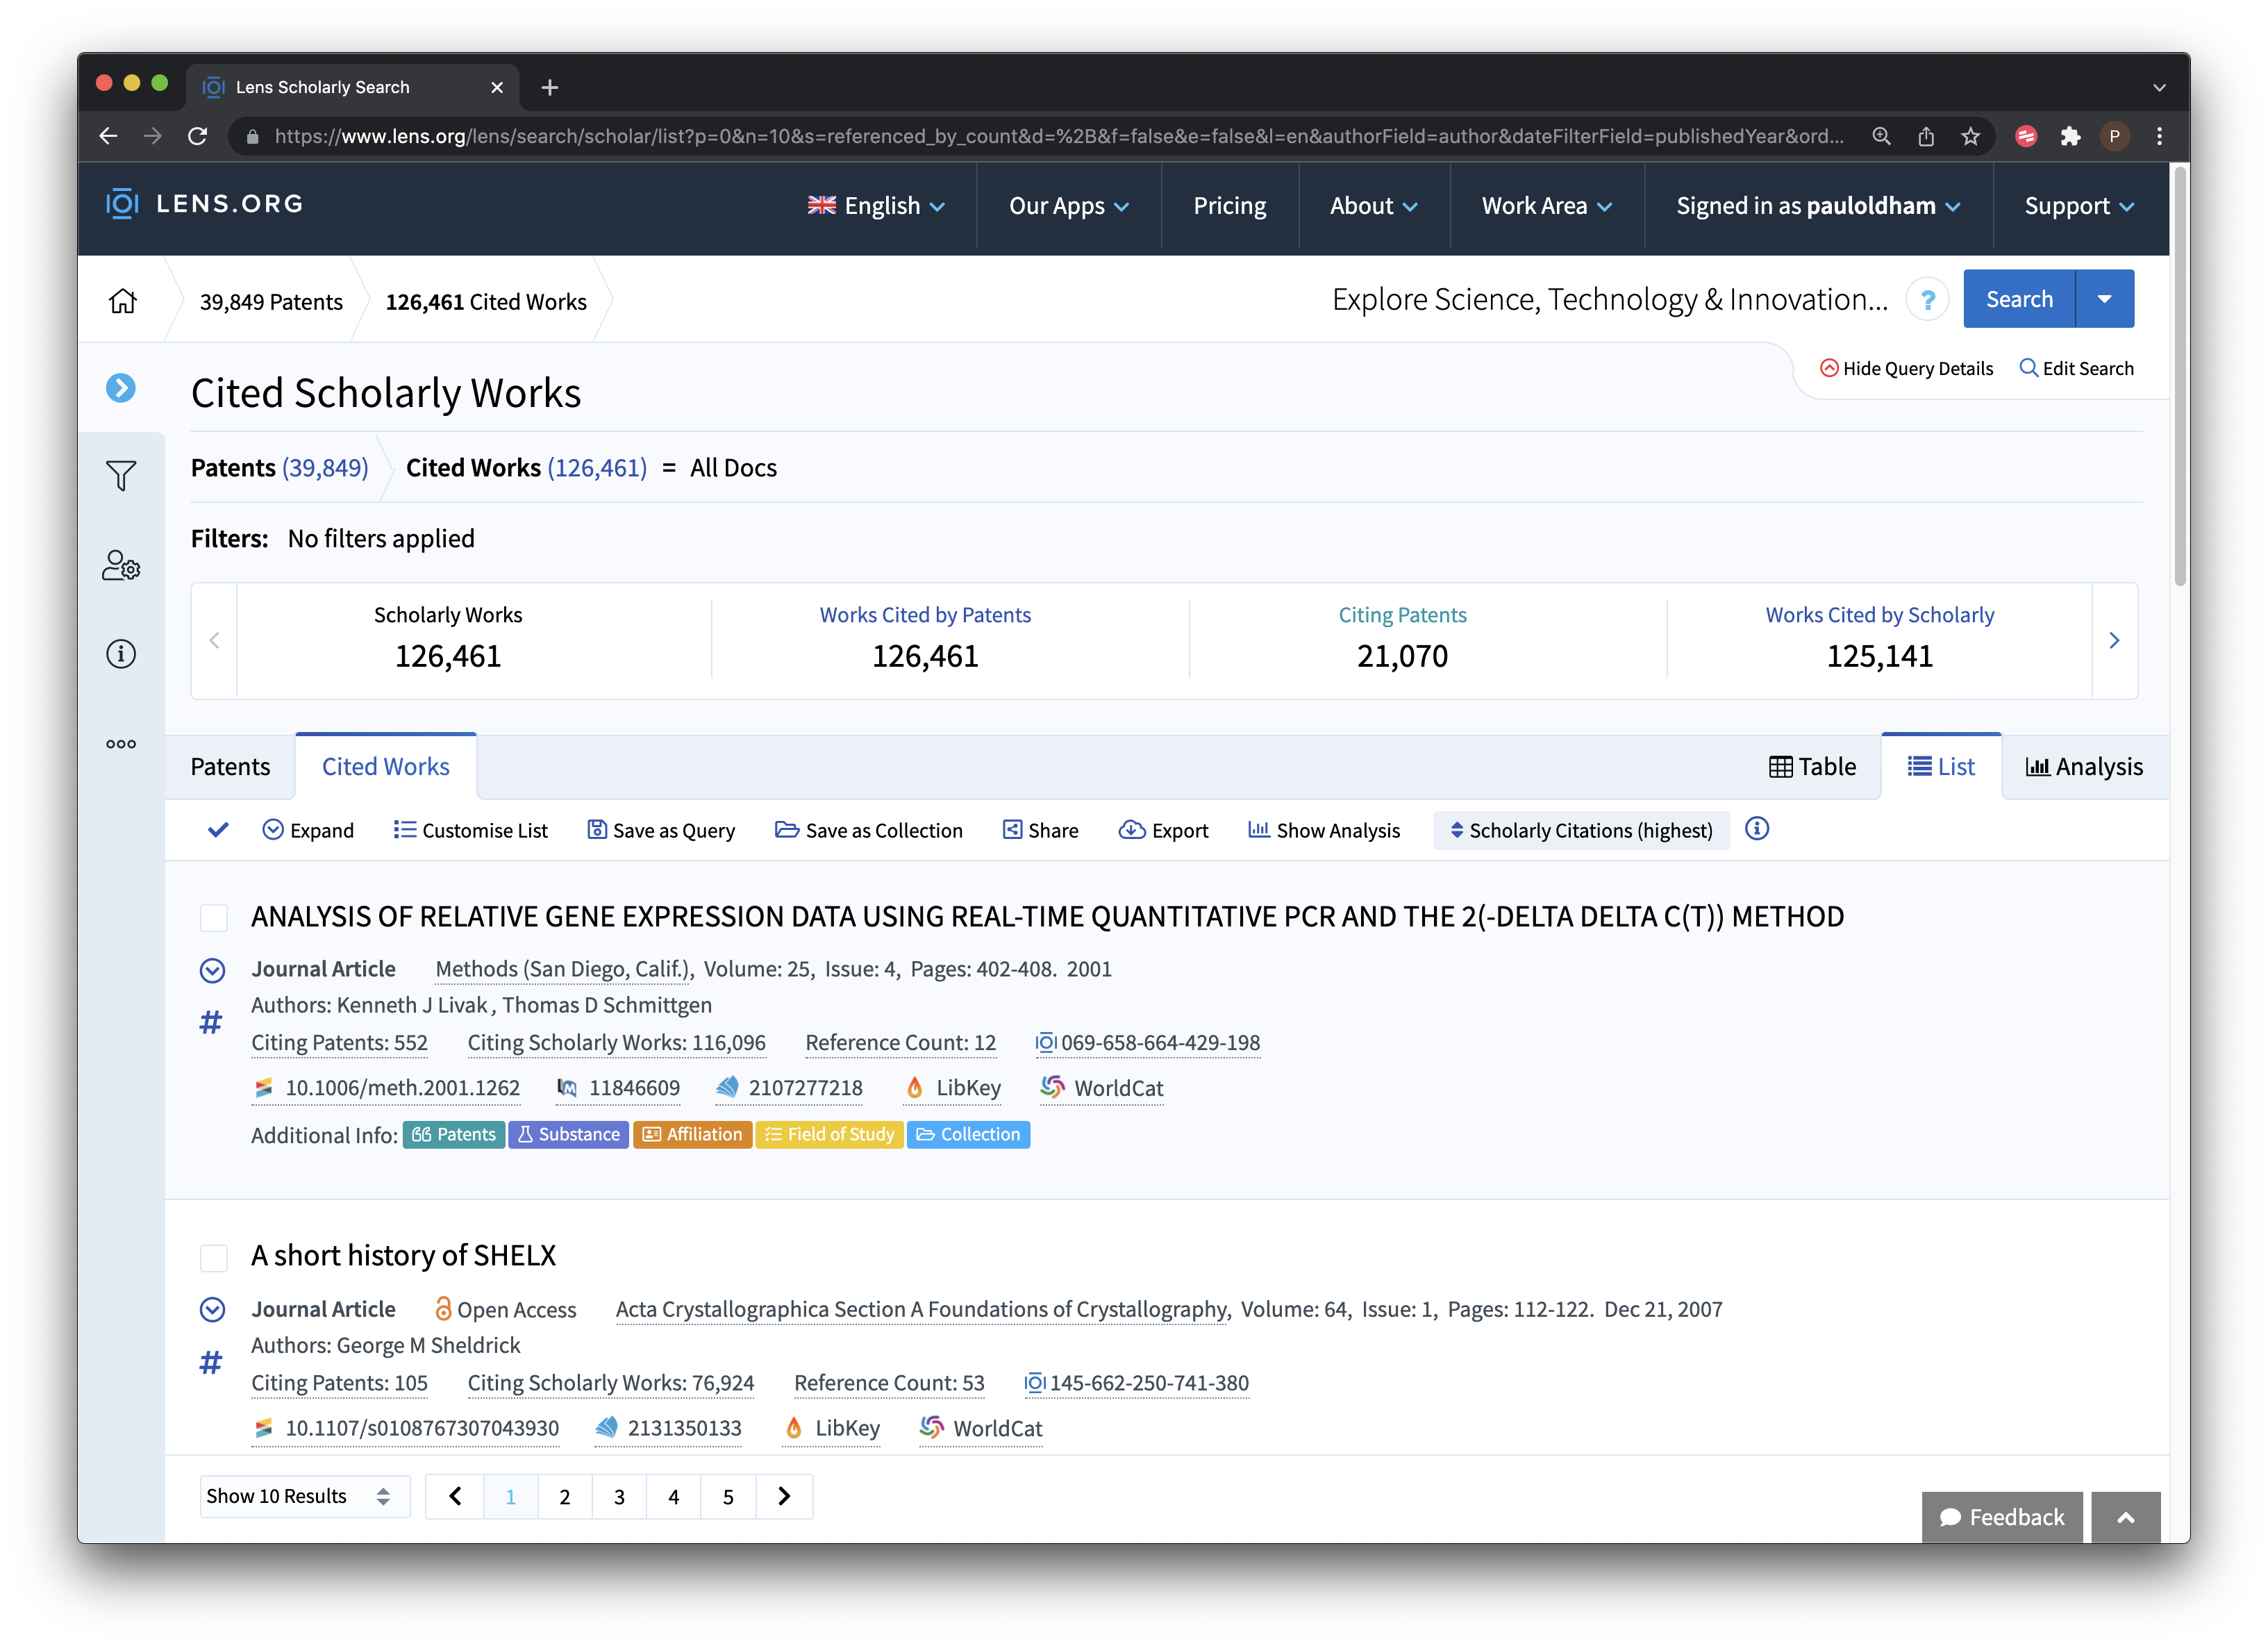 Lens Scholarly Search
https://www.lens.org/lens/search/scholar/list?p=0&n=10&s=referenced_by_count&d=%2B&f=false&e=false&l=en&authorField=author&dateFilterField=publishedYear&ord...
P
LENS.ORG
English
Our Apps
Pricing
About
Work Area
Signed in as pauloldham
Support
39,849 Patents
126,461 Cited Works
Explore Science, Technology & Innovation...
?
Search
Hide Query Details
Edit Search
Cited Scholarly Works
Patents (39,849) Cited Works (126,461) = All Docs
Filters: No filters applied
Scholarly Works
126,461
Works Cited by Patents
126,461
Citing Patents
21,070
Works Cited by Scholarly
125,141
Patents
Cited Works
Table
List
Analysis
Expand
Customise List
Save as Query
Save as Collection
Share
Export
Show Analysis
Scholarly Citations (highest)
ANALYSIS OF RELATIVE GENE EXPRESSION DATA USING REAL-TIME QUANTITATIVE PCR AND THE 2(-DELTA DELTA C(T)) METHOD
Journal Article Methods (San Diego, Calif.), Volume: 25, Issue: 4, Pages: 402-408. 2001
Authors: Kenneth J Livak , Thomas D Schmittgen
# Citing Patents: 552 Citing Scholarly Works: 116,096 Reference Count: 12 069-658-664-429-198
10.1006/meth.2001.1262 11846609 2107277218 LibKey WorldCat
Additional Info: Patents Substance Affiliation Field of Study Collection
A short history of SHELX
Journal Article Open Access Acta Crystallographica Section A Foundations of Crystallography, Volume: 64, Issue: 1, Pages: 112-122. Dec 21, 2007
Authors: George M Sheldrick
# Citing Patents: 105 Citing Scholarly Works: 76,924 Reference Count: 53 145-662-250-741-380
10.1107/s0108767307043930 2131350133 LibKey WorldCat
Show 10 Results
1 2 3 4 5
Feedback